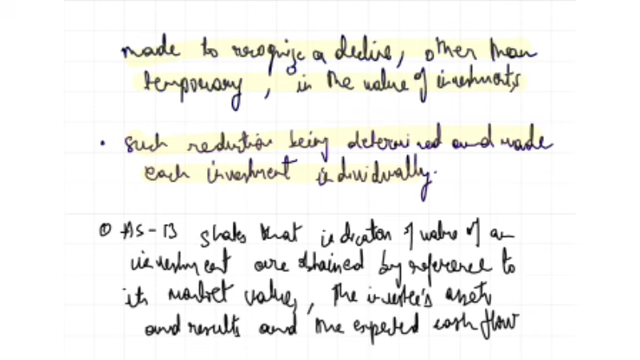 made to recognize a decline, other than
temporary, in the value of investments
• such reduction being determined and made
each investment individually.
① AS-13 states that indicators of value of an
investment are obtained by reference to
its market value, the investee's assets
and results and the expected cash flow